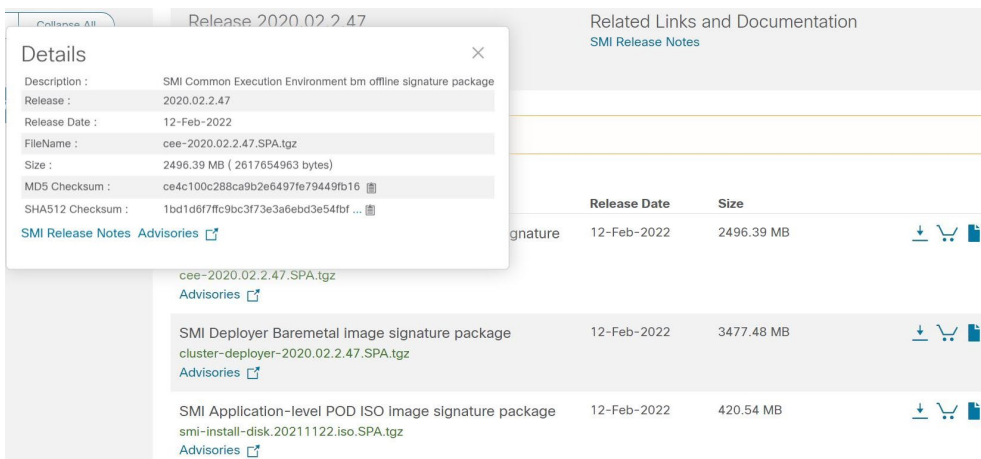 Collapse All
Release 2020.02.2.47
Related Links and Documentation
SMI Release Notes
Details
Description : SMI Common Execution Environment bm offline signature package
Release : 2020.02.2.47
Release Date : 12-Feb-2022
FileName : cee-2020.02.2.47.SPA.tgz
Size : 2496.39 MB ( 2617654963 bytes)
MD5 Checksum : ce4c100c288ca9b2e6497fe79449fb16
SHA512 Checksum : 1bd1d6f7ffc9bc3f73e3a6ebd3e54fbf ...
SMI Release Notes Advisories
Release Date Size
gnature 12-Feb-2022 2496.39 MB
cee-2020.02.2.47.SPA.tgz
Advisories
SMI Deployer Baremetal image signature package 12-Feb-2022 3477.48 MB
cluster-deployer-2020.02.2.47.SPA.tgz
Advisories
SMI Application-level POD ISO image signature package 12-Feb-2022 420.54 MB
smi-install-disk.20211122.iso.SPA.tgz
Advisories